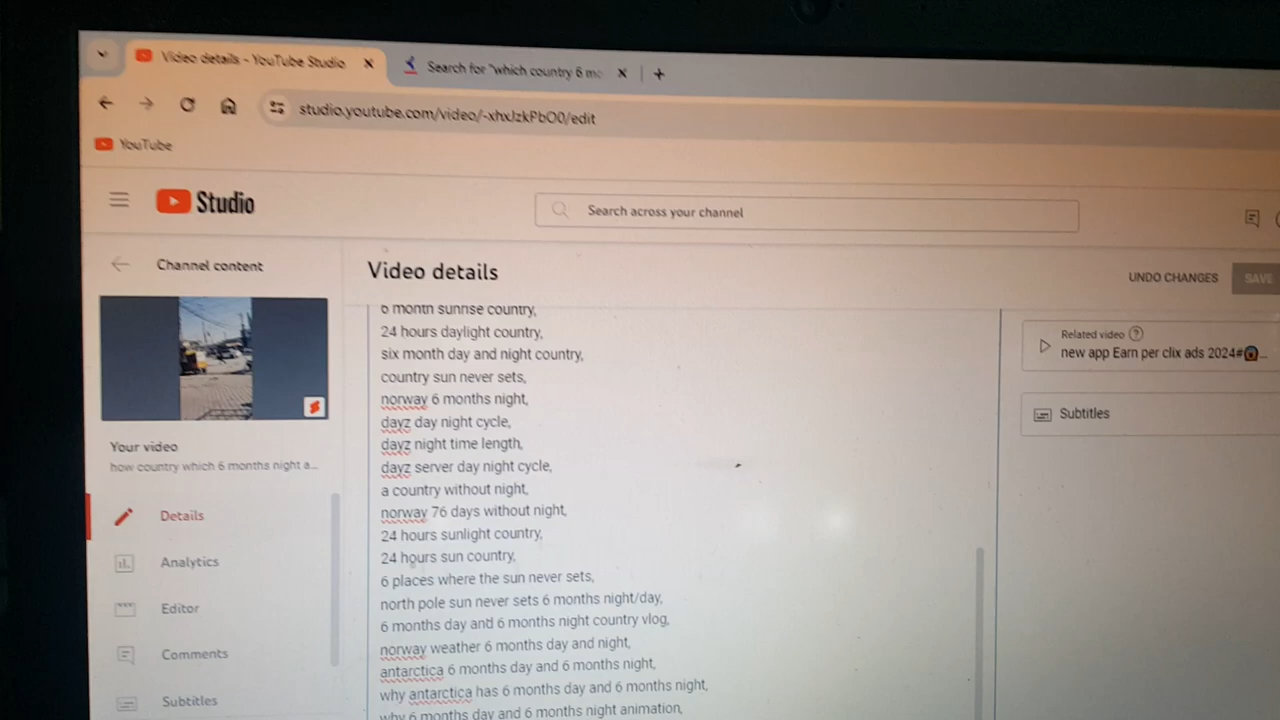 Video details - YouTube Studio
Search for "which country 6 mo
studio.youtube.com/video/-xhxJzkPbO0/edit
YouTube
Studio
Search across your channel
Channel content
Video details
UNDO CHANGES
SAVE
6 month sunrise country,
24 hours daylight country,
six month day and night country,
country sun never sets,
norway 6 months night,
dayz day night cycle,
dayz night time length,
dayz server day night cycle,
a country without night,
norway 76 days without night,
24 hours sunlight country,
24 hours sun country,
6 places where the sun never sets,
north pole sun never sets 6 months night/day,
6 months day and 6 months night country vlog,
norway weather 6 months day and night,
antarctica 6 months day and 6 months night,
why antarctica has 6 months day and 6 months night,
why 6 months day and 6 months night animation,
Related video
new app Earn per clix ads 2024#😱...
Subtitles
Your video
how country which 6 months night a...
Details
Analytics
Editor
Comments
Subtitles